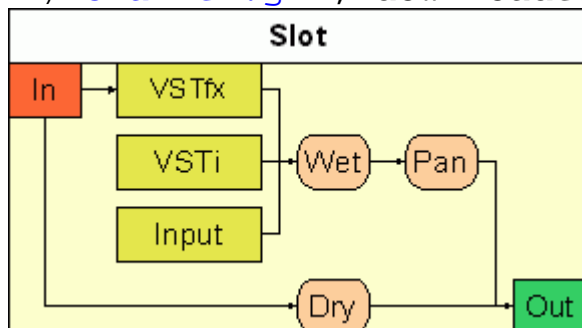 Slot
In
VSTfx
VSTi
Wet
Pan
Input
Dry
Out